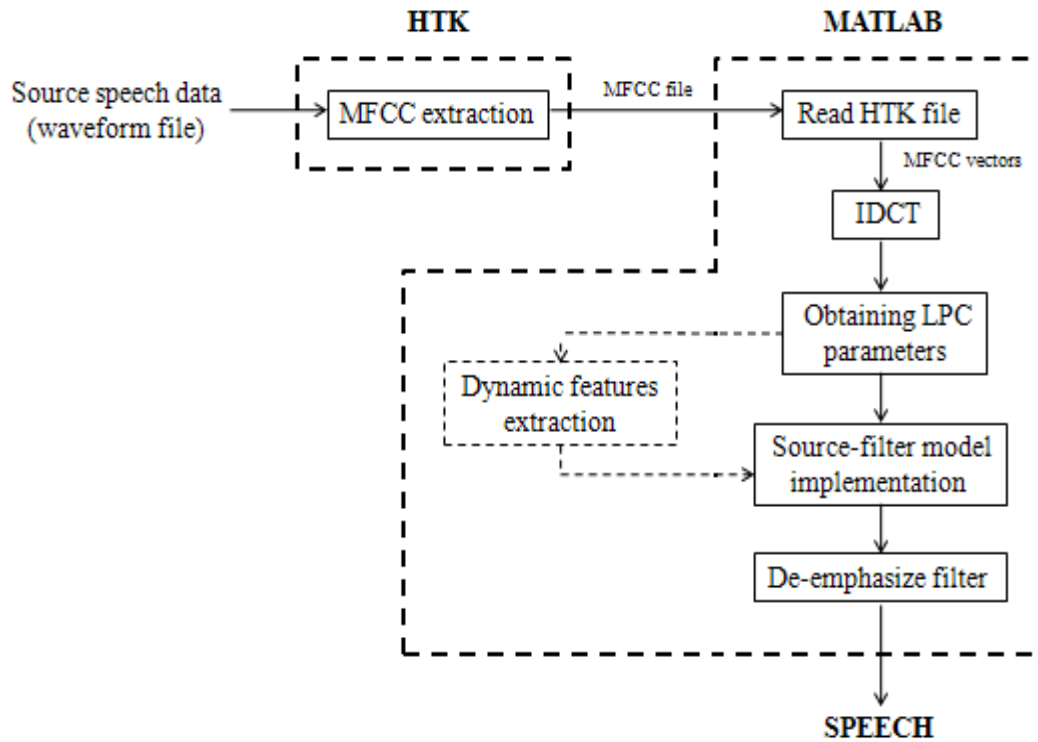 HTK
MATLAB
Source speech data
(waveform file)
MFCC extraction
MFCC file
Read HTK file
MFCC vectors
IDCT
Obtaining LPC
parameters
Dynamic features
extraction
Source-filter model
implementation
De-emphasize filter
SPEECH